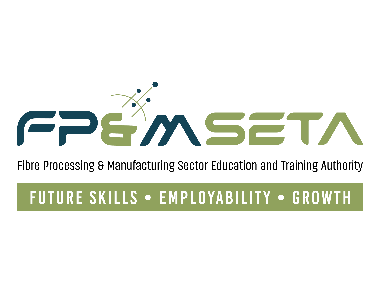 FP&MSETA
Fibre Processing & Manufacturing Sector Education and Training Authority
FUTURE SKILLS • EMPLOYABILITY • GROWTH